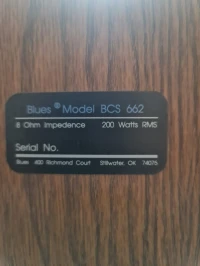 Blues ® Model BCS 662
8 Ohm Impedence 200 Watts RMS
Serial No.
Blues 400 Richmond Court Stillwater, OK 74075